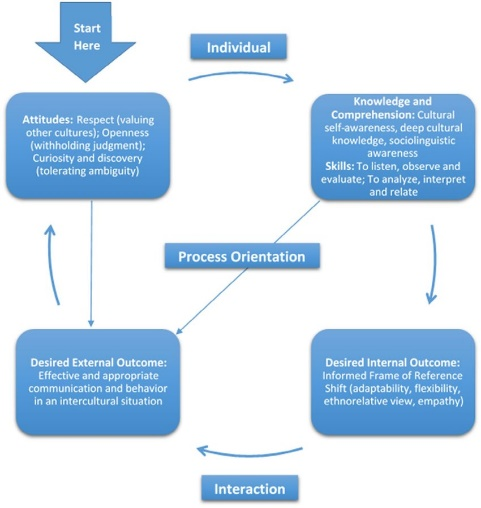 Start
Here
Individual
Attitudes: Respect (valuing
other cultures); Openness
(withholding judgment);
Curiosity and discovery
(tolerating ambiguity)
Knowledge and
Comprehension: Cultural
self-awareness, deep cultural
knowledge, sociolinguistic
awareness
Skills: To listen, observe and
evaluate; To analyze, interpret
and relate
Process Orientation
Desired External Outcome:
Effective and appropriate
communication and behavior
in an intercultural situation
Desired Internal Outcome:
Informed Frame of Reference
Shift (adaptability, flexibility,
ethnorelative view, empathy)
Interaction